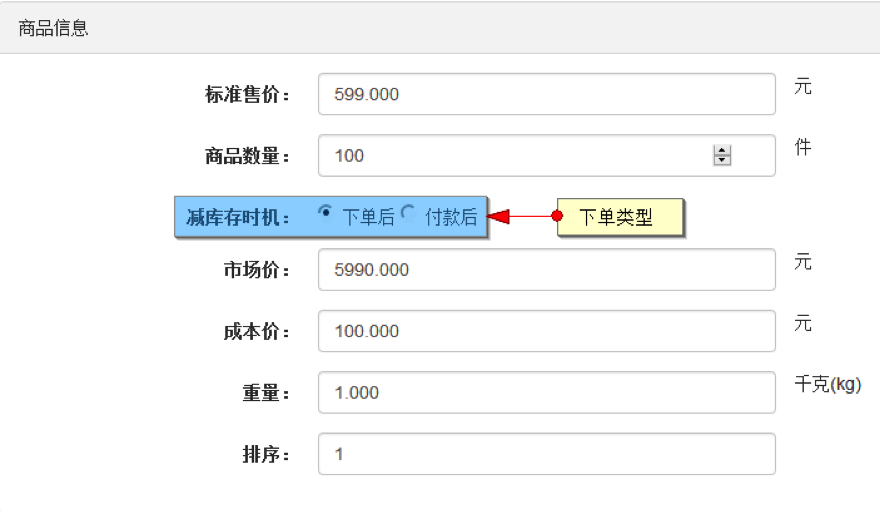 商品信息
标准售价： 599.000 元
商品数量： 100 件
减库存时机： 下单后 付款后 下单类型
市场价： 5990.000 元
成本价： 100.000 元
重量： 1.000 千克(kg)
排序： 1